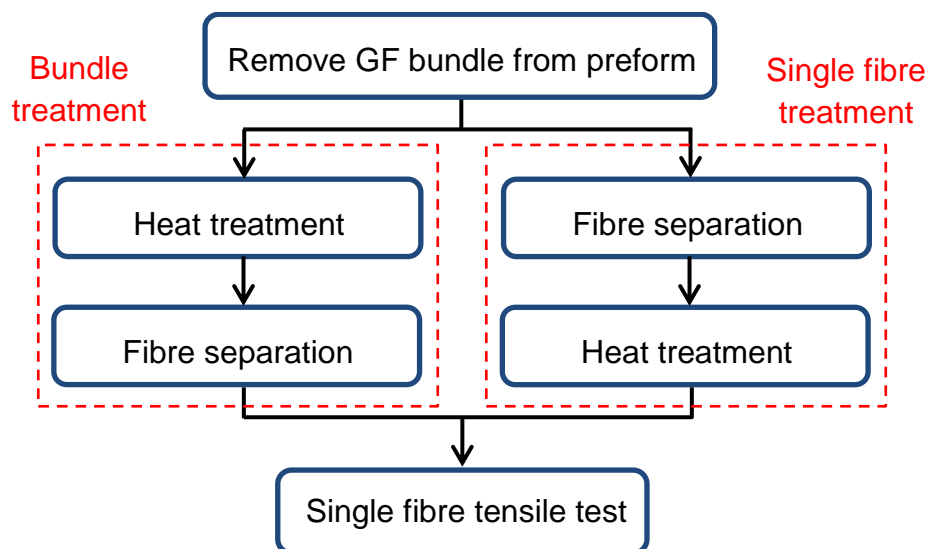 Remove GF bundle from preform
Bundle
treatment
Single fibre
treatment
Heat treatment
Fibre separation
Fibre separation
Heat treatment
Single fibre tensile test